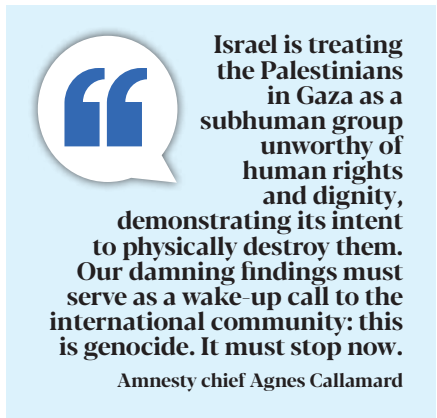 Israel is treating
the Palestinians
in Gaza as a
subhuman group
unworthy of
human rights
and dignity,
demonstrating its intent
to physically destroy them.
Our damning findings must
serve as a wake-up call to the
international community: this
is genocide. It must stop now.
Amnesty chief Agnes Callamard